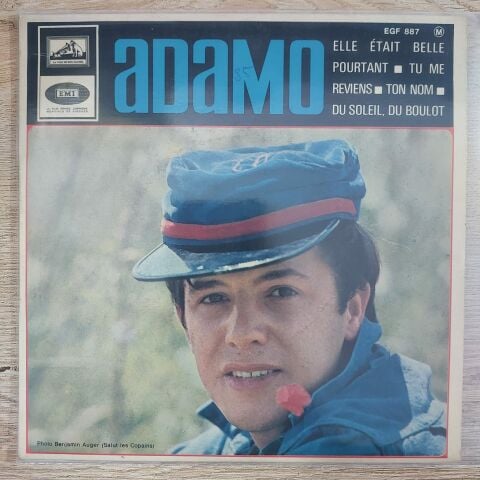 ADAMO
85
EGF 887 M
ELLE ÉTAIT BELLE
POURTANT ■ TU ME
REVIENS ■ TON NOM ■
DU SOLEIL, DU BOULOT
EMI
Photo Benjamin Auger (Salut les Copains)